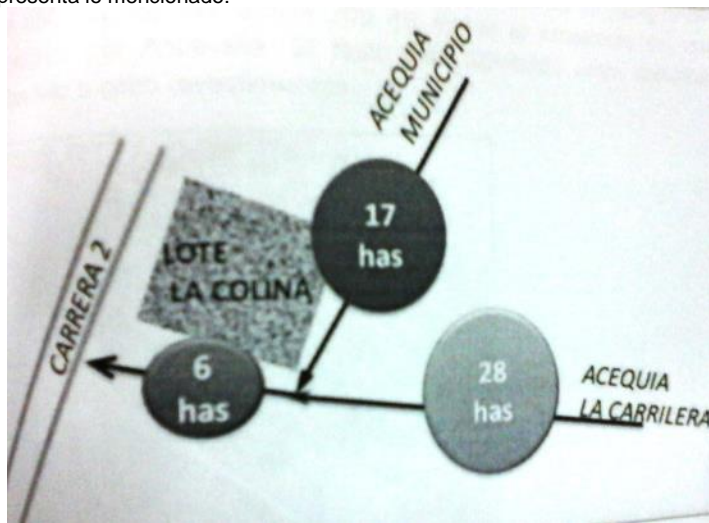 presenta lo mencionado.
ACEQUIA
MUNICIPIO
17
has
LOTE
LA COLINA
CARRERA 2
6
has
28
has
ACEQUIA
LA CARRILERA